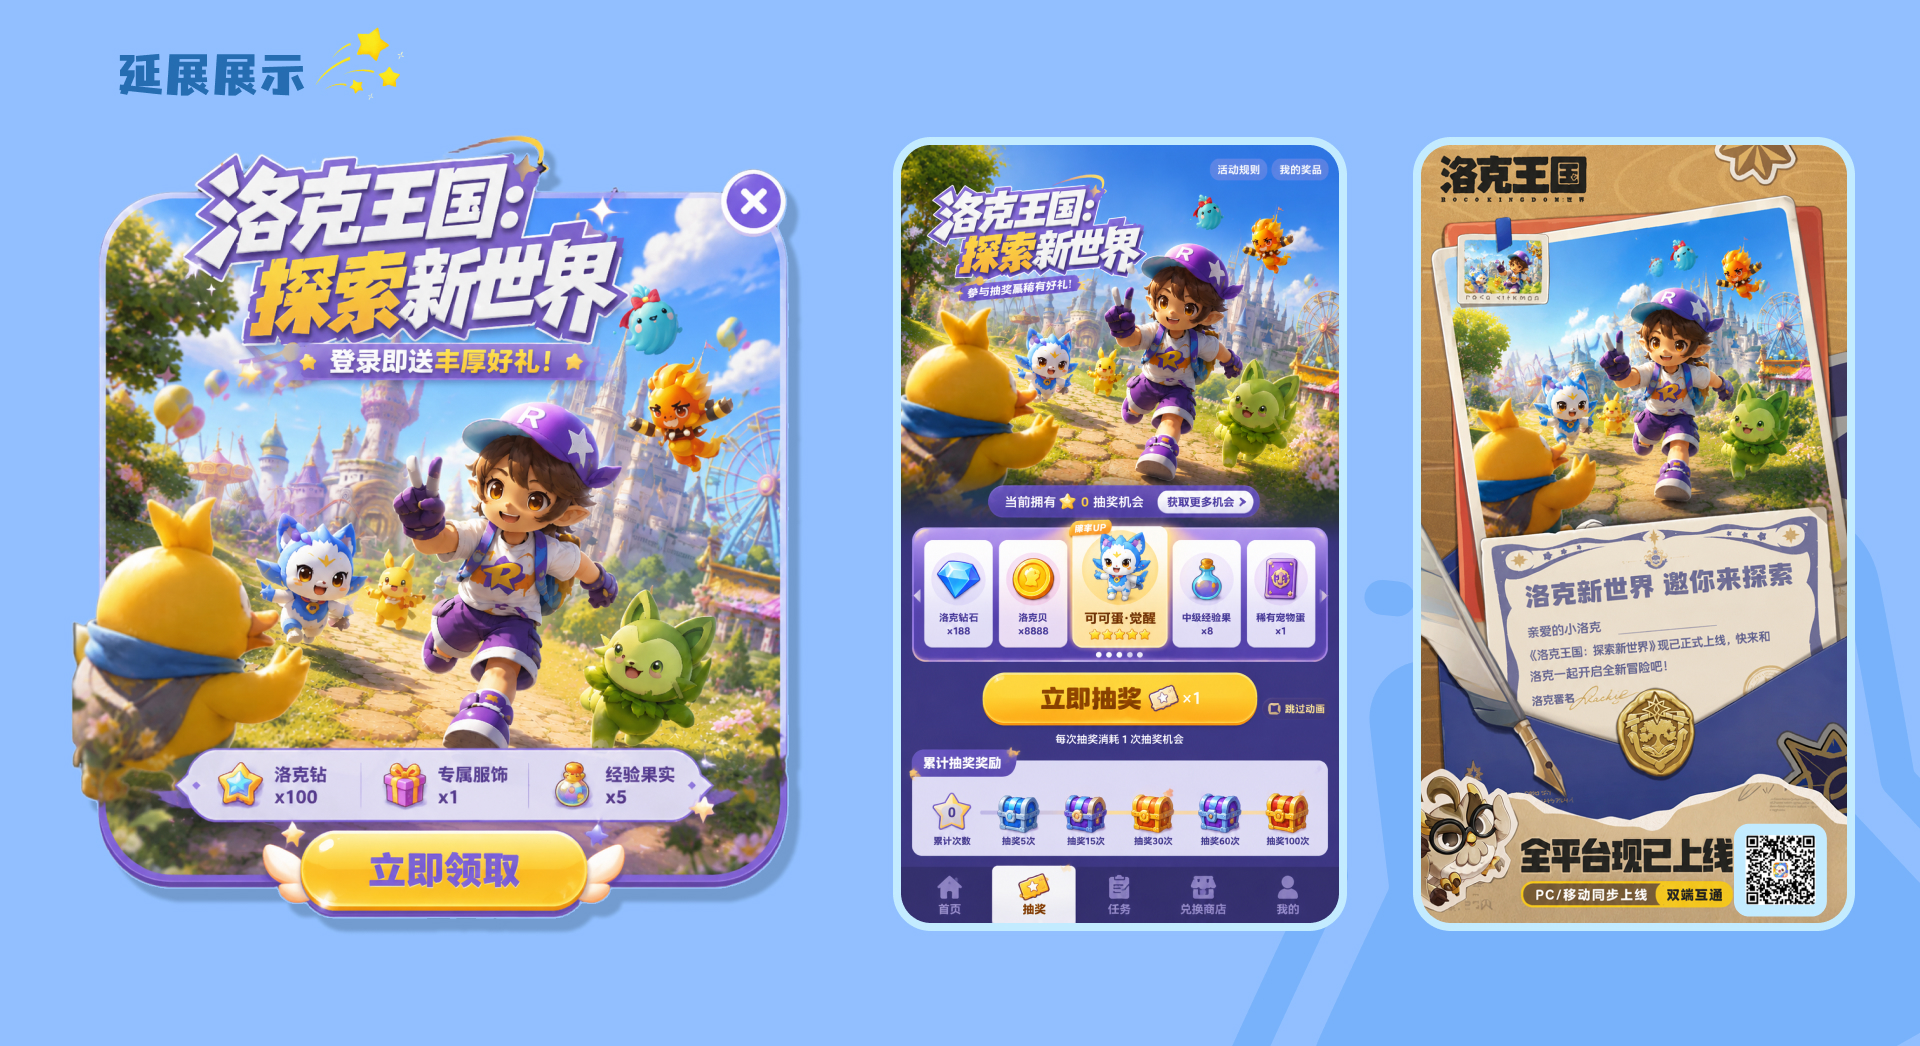 延展展示
洛克王国:
探索新世界
登录即送丰厚好礼!
R
R
洛克钻
x100
专属服饰
x1
经验果实
x5
立即领取
活动规则
我的奖品
洛克王国:
探索新世界
参与抽奖赢稀有好礼!
R
R
当前拥有 0 抽奖机会
获取更多机会 >
概率UP
洛克钻石
×188
洛克贝
×8888
可可蛋·觉醒
中级经验果
×8
稀有宠物蛋
×1
立即抽奖 ×1
跳过动画
每次抽奖消耗 1 次抽奖机会
累计抽奖奖励
0
累计次数
抽奖5次
抽奖15次
抽奖30次
抽奖60次
抽奖100次
首页
抽奖
任务
兑换商店
我的
洛克王国
ROCO KINGDOM:世界
R
R
洛克新世界 邀你来探索
亲爱的小洛克
《洛克王国：探索新世界》现已正式上线，快来和
洛克一起开启全新冒险吧!
洛克署名
全平台现已上线
PC/移动同步上线
双端互通